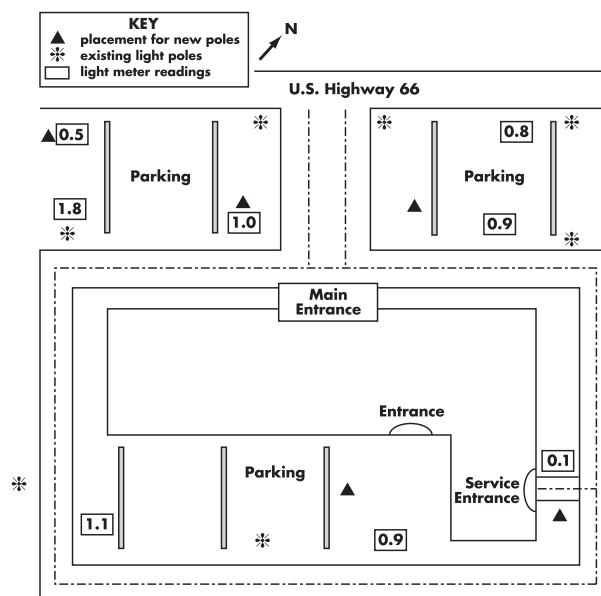 KEY
placement for new poles
existing light poles
light meter readings
N
U.S. Highway 66
0.5
Parking
1.8
1.0
0.8
Parking
0.9
Main
Entrance
Entrance
Parking
0.1
Service
Entrance
1.1
0.9